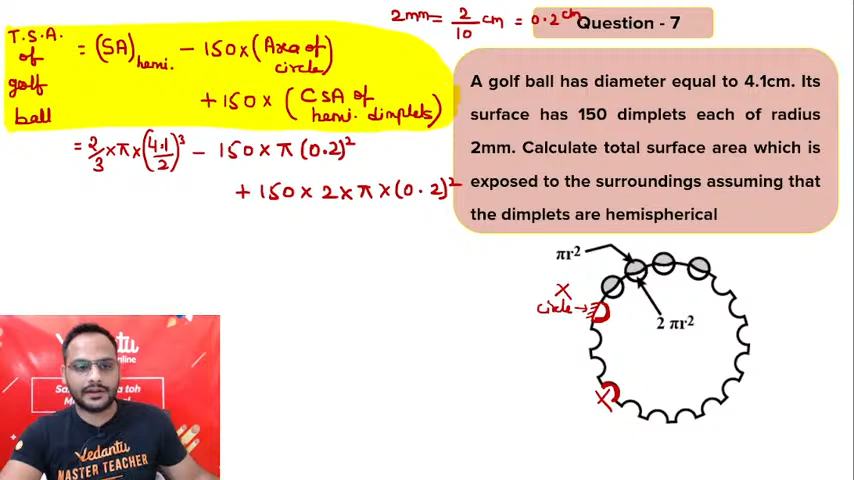 2mm = 2/10 cm = 0.2 cm
Question - 7
T.S.A. of golf ball = (SA)hemi. − 150 × (Area of circle)
+ 150 × (CSA of hemi. dimplets)
= 2/3 × π × (4.1/2)³ − 150 × π (0.2)²
+ 150 × 2 × π × (0.2)²
A golf ball has diameter equal to 4.1cm. Its
surface has 150 dimplets each of radius
2mm. Calculate total surface area which is
exposed to the surroundings assuming that
the dimplets are hemispherical
πr²
X
circle →
2 πr²
X
Vedantu
MASTER TEACHER